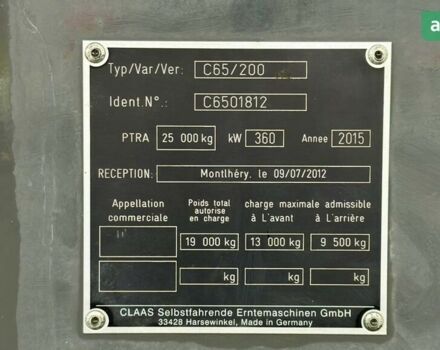 a
Typ/Var/Ver: C65/200
Ident.N°.: C6501812
PTRA 25 000 kg kW 360 Annee 2015
RECEPTION: Montlhéry, le 09/07/2012
Appellation commerciale
Poids total autorise en charge
charge maximale admissible
à L'avant à L'arrière
19 000 kg 13 000 kg 9 500 kg
kg kg kg
CLAAS Selbstfahrende Erntemaschinen GmbH
33428 Harsewinkel, Made in Germany